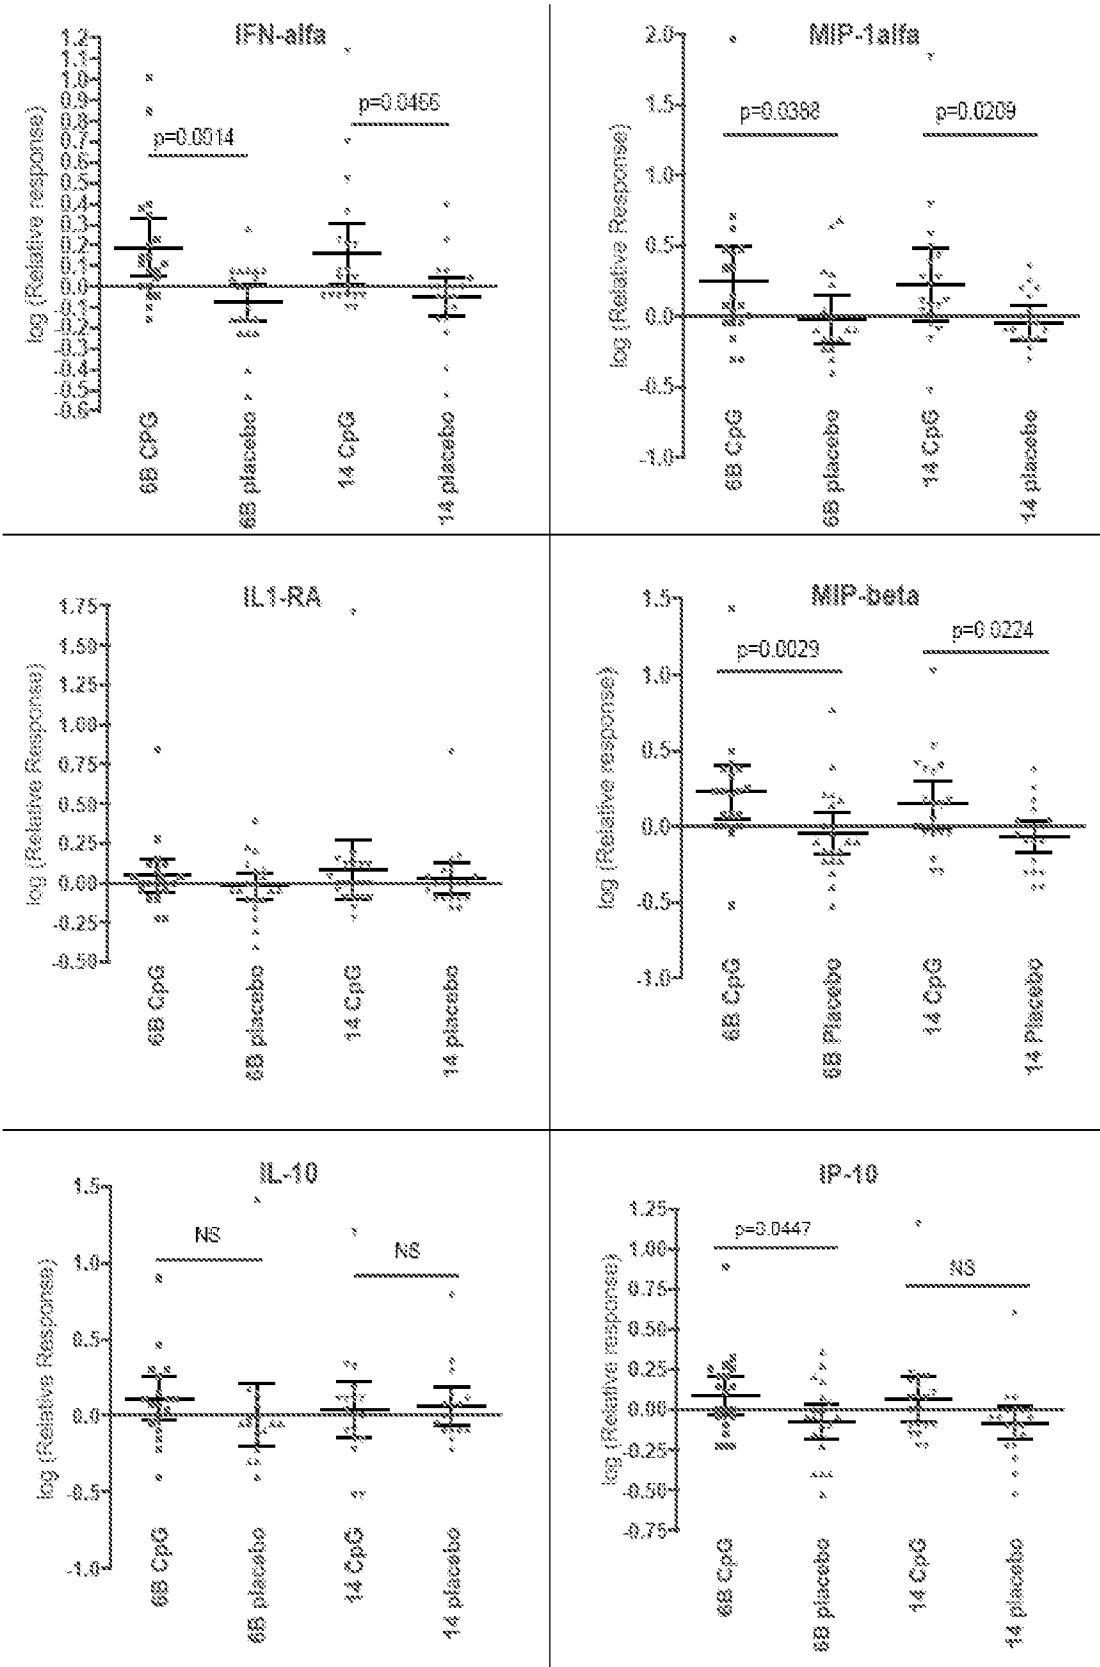 IFN-alfa
log (Relative response)
1.2
1.1
1.0
0.9
0.8
0.7
0.6
0.5
0.4
0.3
0.2
0.1
0.0
-0.1
-0.2
-0.3
-0.4
-0.5
-0.6
p=0.0014
p=0.0466
6B CPG
6B placebo
14 CpG
14 placebo
MIP-1alfa
log (Relative Response)
2.0
1.5
1.0
0.5
0.0
-0.5
-1.0
p=0.0388
p=0.0209
6B CpG
6B placebo
14 CpG
14 placebo
IL1-RA
log (Relative Response)
1.75
1.50
1.25
1.00
0.75
0.50
0.25
0.00
-0.25
-0.50
6B CpG
6B placebo
14 CpG
14 placebo
MIP-beta
log (Relative response)
1.5
1.0
0.5
0.0
-0.5
-1.0
p=0.0029
p=0.0224
6B CpG
6B Placebo
14 CpG
14 Placebo
IL-10
log (Relative Response)
1.5
1.0
0.5
0.0
-0.5
-1.0
NS
NS
6B CpG
6B placebo
14 CpG
14 placebo
IP-10
log (Relative response)
1.25
1.00
0.75
0.50
0.25
0.00
-0.25
-0.50
-0.75
p=0.0447
NS
6B CpG
6B placebo
14 CpG
14 placebo